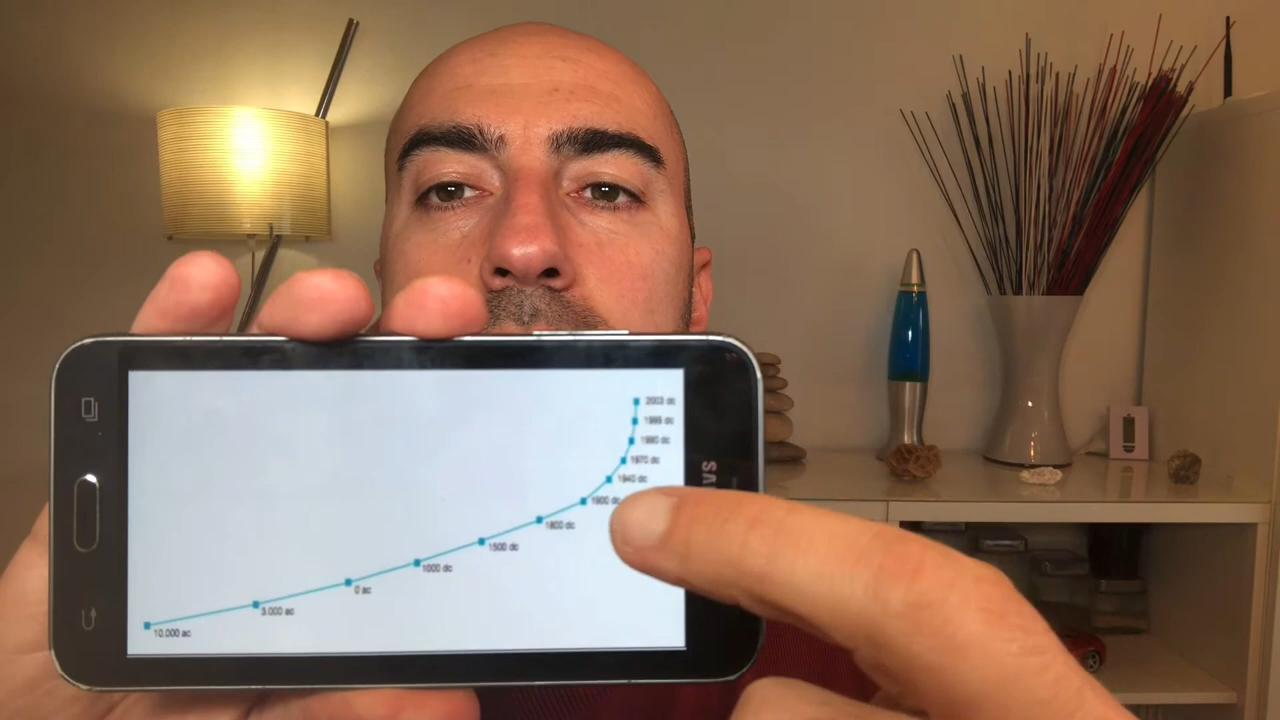 2003 dc
1995 dc
1980 dc
1970 dc
1940 dc
1900 dc
1800 dc
1500 dc
1000 dc
0 ac
3.000 ac
10.000 ac